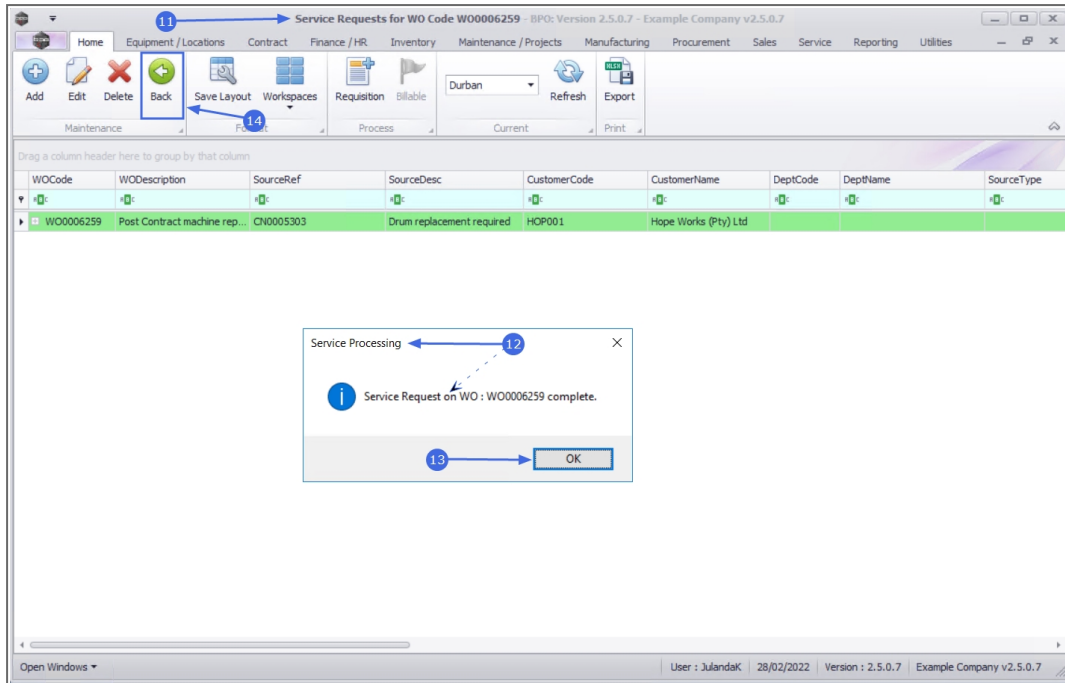 11
Service Requests for WO Code WO0006259 - BPO: Version 2.5.0.7 - Example Company v2.5.0.7
Home Equipment / Locations Contract Finance / HR Inventory Maintenance / Projects Manufacturing Procurement Sales Service Reporting Utilities
Add Edit Delete Back Save Layout Workspaces Requisition Billable Durban Refresh Export
14
Maintenance Process Current Print
Drag a column header here to group by that column
WOCode WODescription SourceRef SourceDesc CustomerCode CustomerName DeptCode DeptName SourceType
WO0006259 Post Contract machine rep... CN0005303 Drum replacement required HOP001 Hope Works (Pty) Ltd
Service Processing
12
Service Request on WO : WO0006259 complete.
13
OK
Open Windows User : JulandaK 28/02/2022 Version : 2.5.0.7 Example Company v2.5.0.7